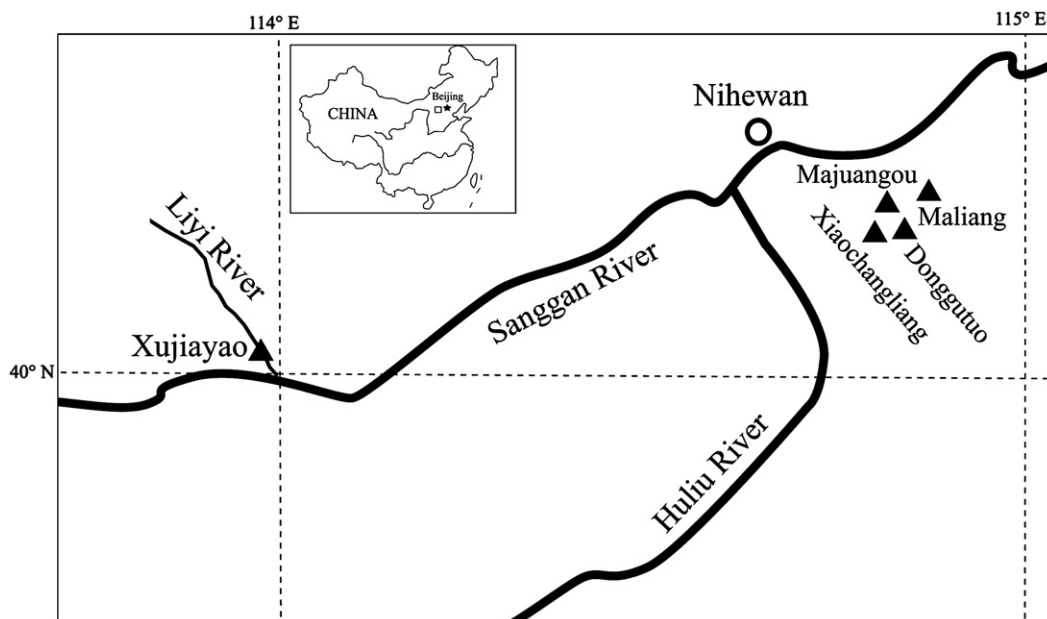 114° E
115° E
CHINA
Beijing
Nihewan
Majuangou
Maliang
Xiaochangliang
Donggutuo
Liyi River
Sanggan River
Xujiayao
40° N
Huliu River